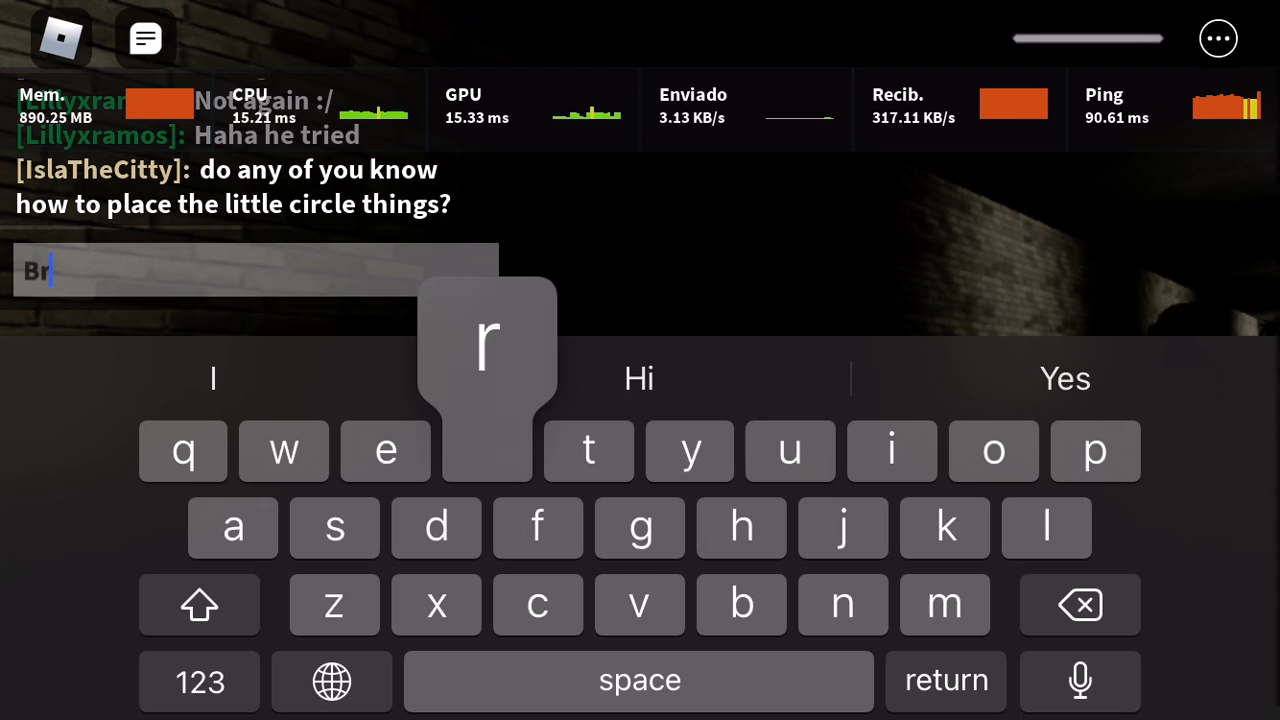 Mem.
890.25 MB
CPU
15.21 ms
GPU
15.33 ms
Enviado
3.13 KB/s
Recib.
317.11 KB/s
Ping
90.61 ms
Not again :/
[Lillyxramos]: Haha he tried
[IslaTheCitty]: do any of you know
how to place the little circle things?
Br
r
I
Hi
Yes
q w e t y u i o p
a s d f g h j k l
z x c v b n m
123
space
return